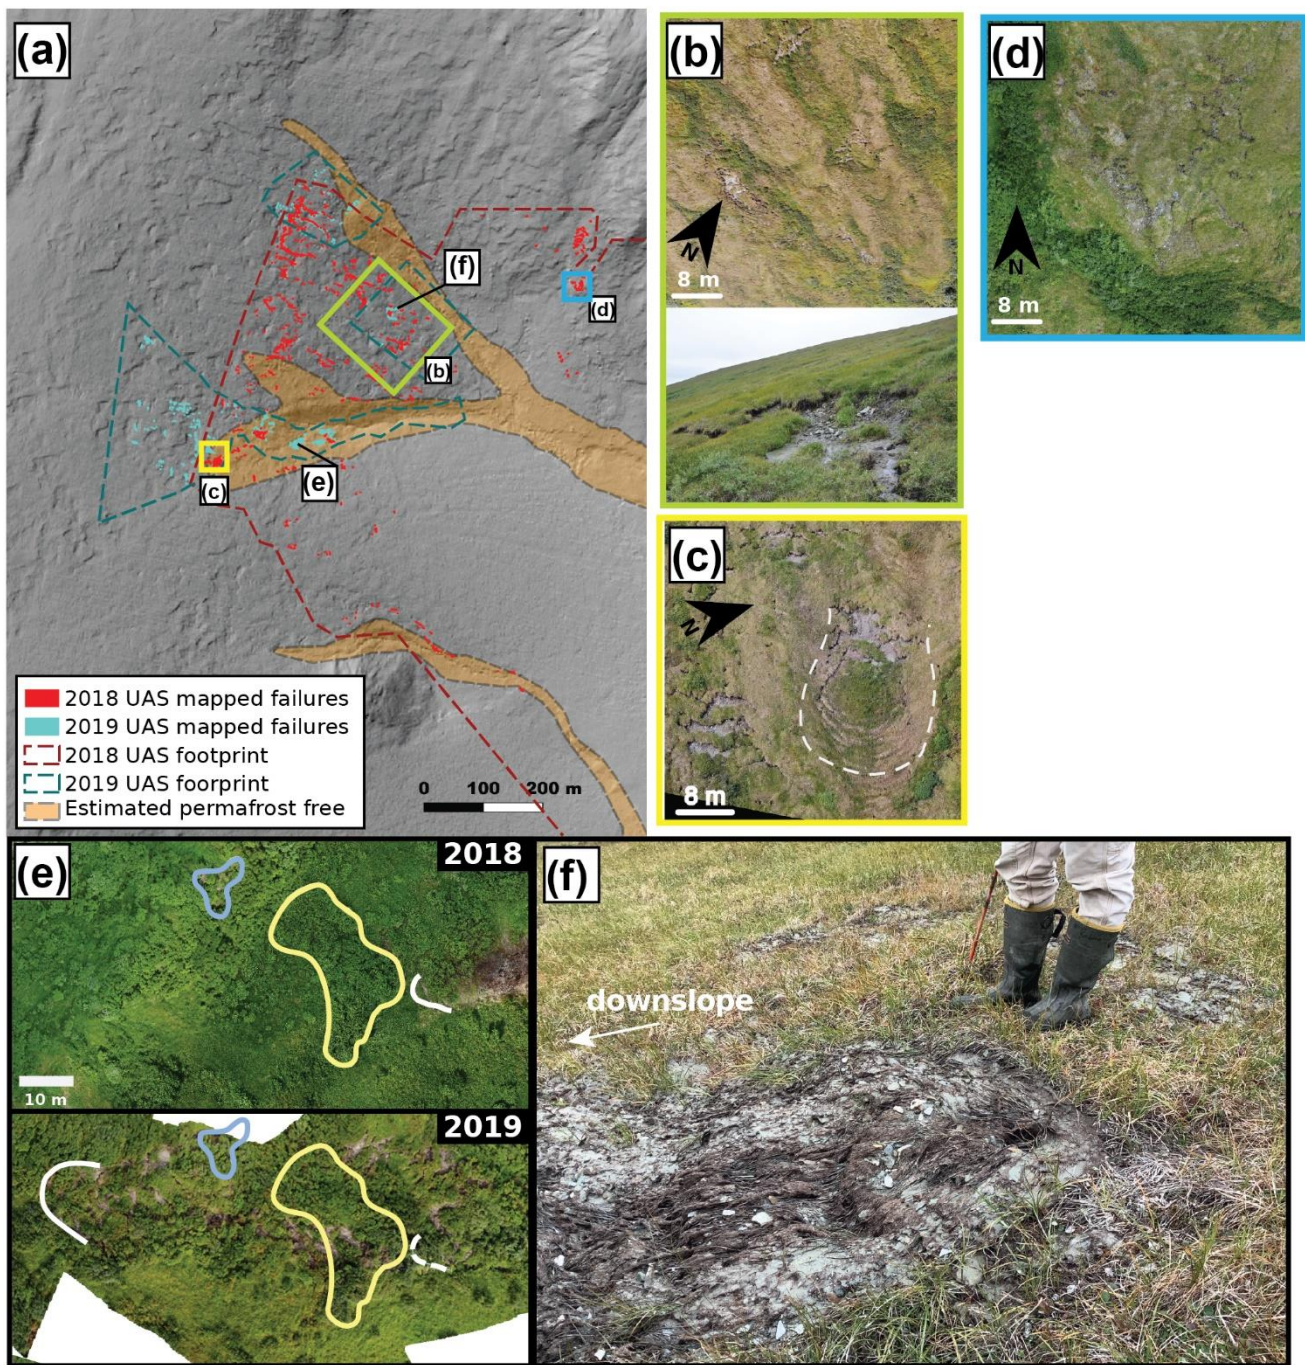 (a)
(f)
(d)
(b)
(c)
(e)
2018 UAS mapped failures
2019 UAS mapped failures
2018 UAS footprint
2019 UAS foorprint
Estimated permafrost free
0 100 200 m
(b)
N
8 m
(d)
N
8 m
(c)
N
8 m
(e)
2018
10 m
2019
(f)
downslope